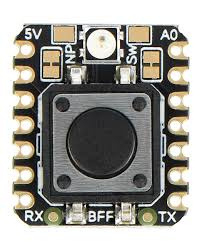 5V NP SW A0
RX BFF TX